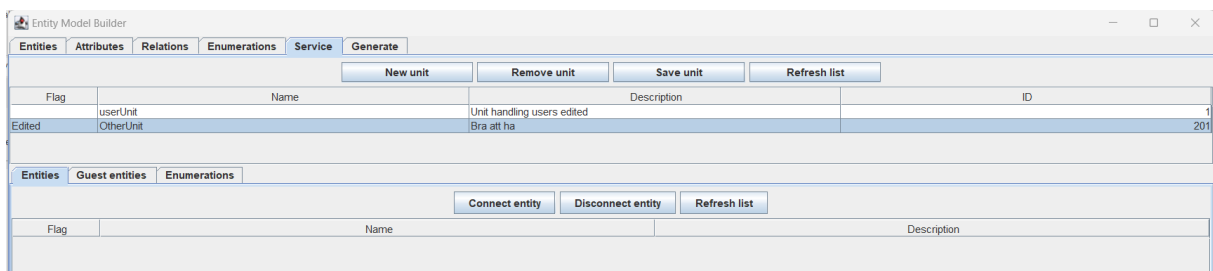 Entity Model Builder
Entities Attributes Relations Enumerations Service Generate
New unit Remove unit Save unit Refresh list
Flag Name Description ID
userUnit Unit handling users edited 1
Edited OtherUnit Bra att ha 201
Entities Guest entities Enumerations
Connect entity Disconnect entity Refresh list
Flag Name Description